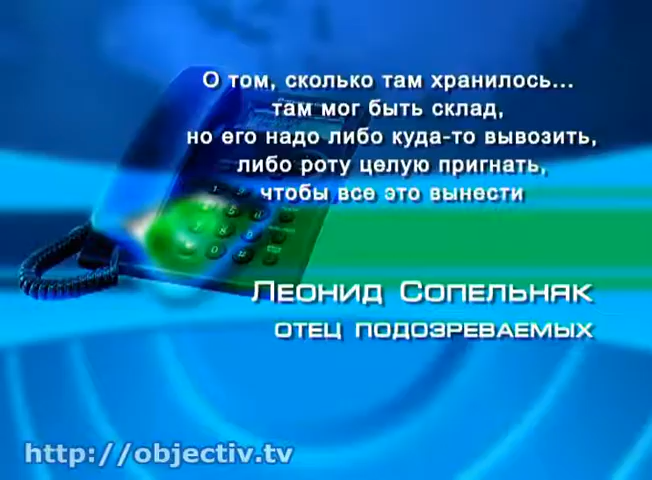 О том, сколько там хранилось...
там мог быть склад,
но его надо либо куда-то вывозить,
либо роту целую пригнать,
чтобы все это вынести
Леонид Сопельняк
отец подозреваемых
http://objectiv.tv